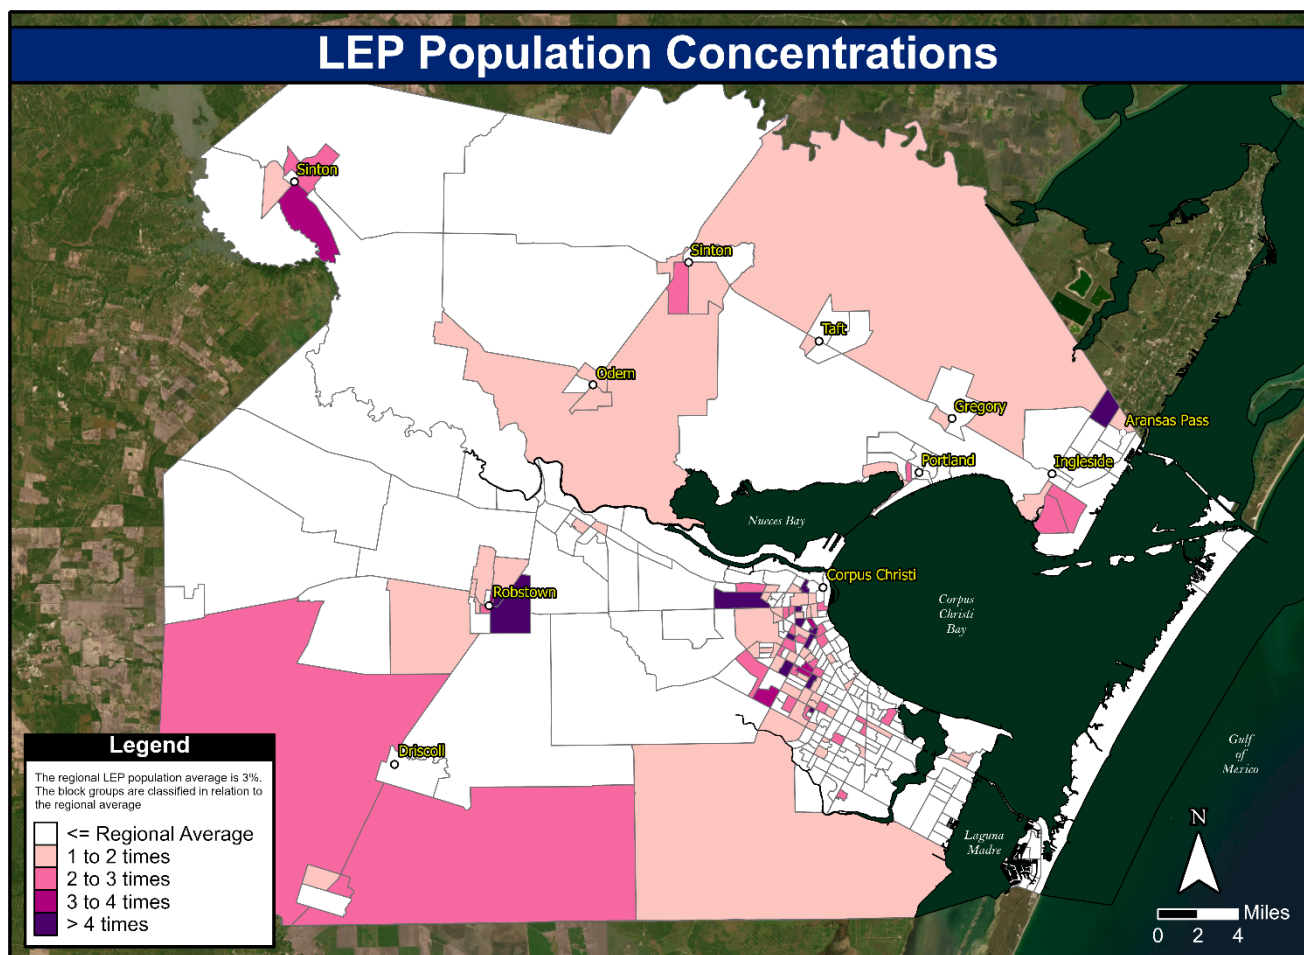 LEP Population Concentrations
Sinton
Sinton
Taft
Odem
Gregory
Aransas Pass
Portland
Ingleside
Nueces Bay
Corpus Christi
Robstown
Corpus
Christi
Bay
Driscoll
Gulf
of
Mexico
Laguna
Madre
Legend
The regional LEP population average is 3%.
The block groups are classified in relation to
the regional average
<= Regional Average
1 to 2 times
2 to 3 times
3 to 4 times
> 4 times
N
Miles
0 2 4